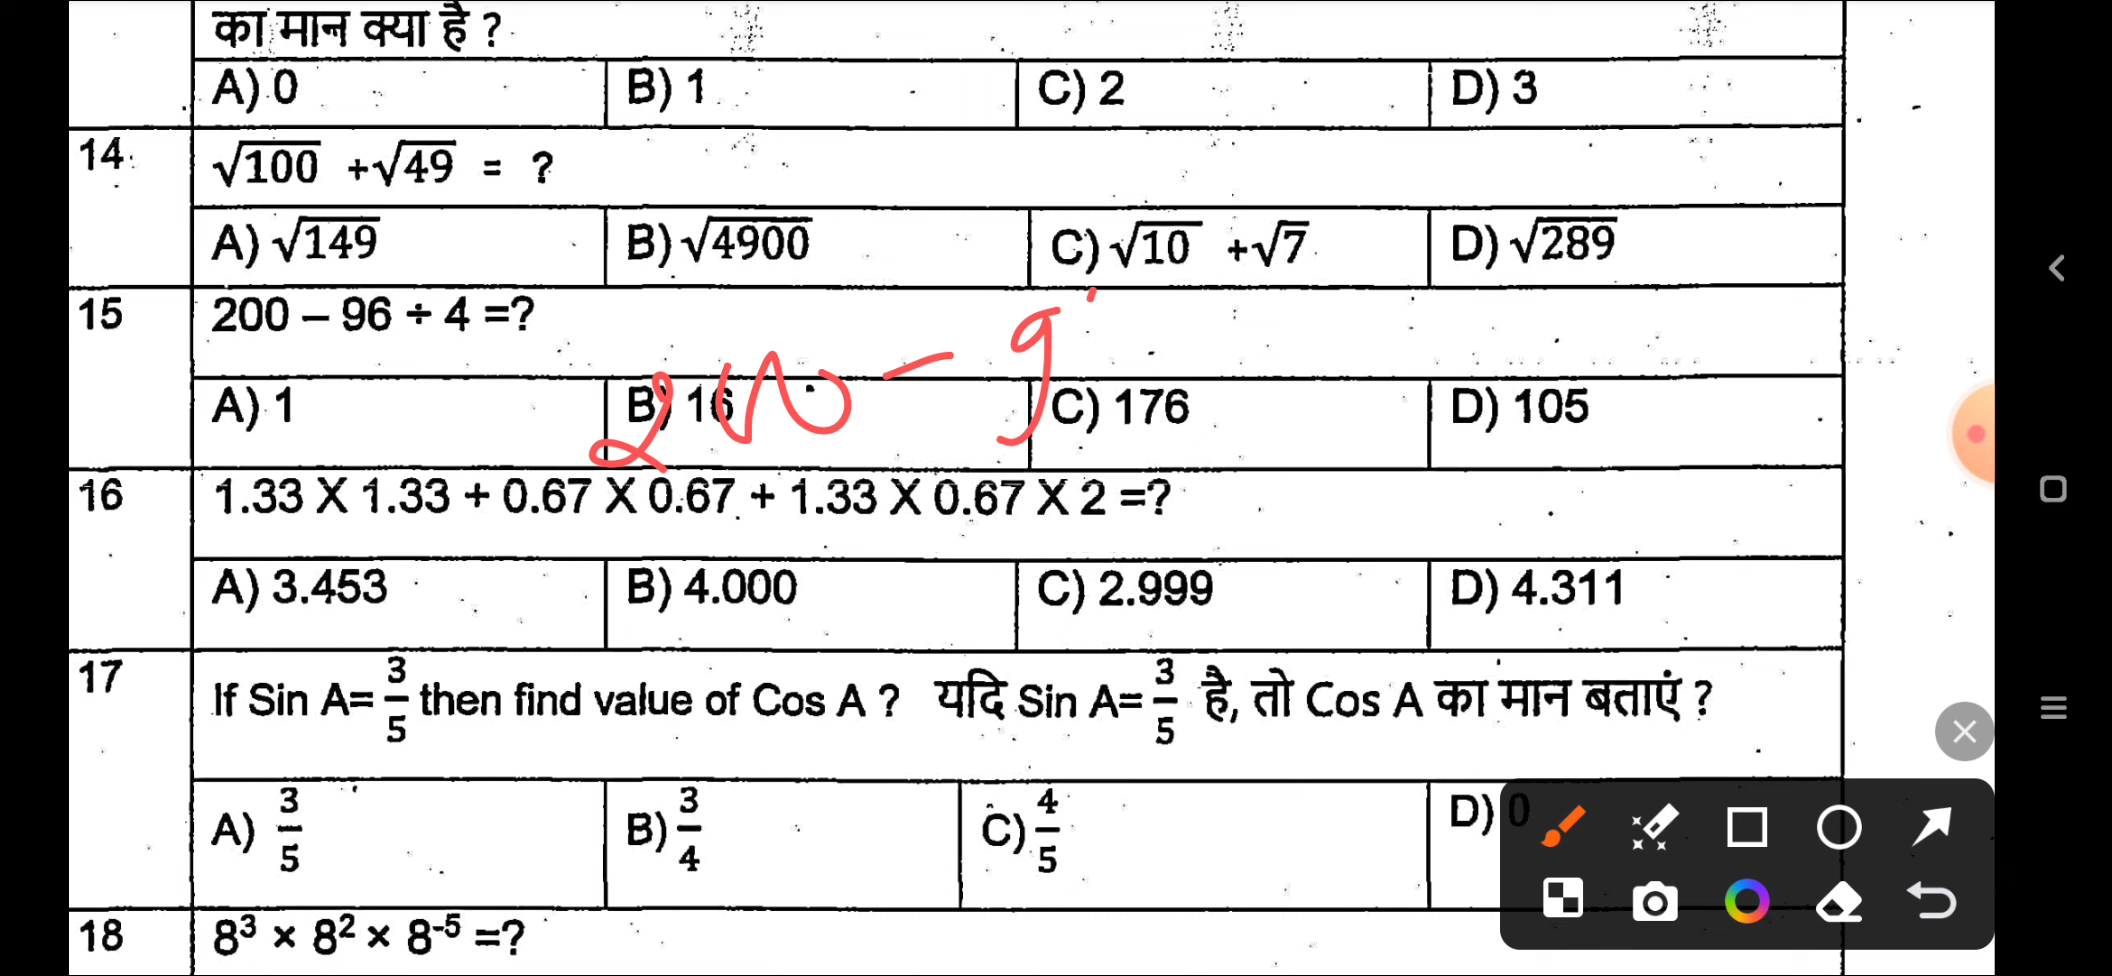 का मान क्या है ?
A) 0 B) 1 C) 2 D) 3
14 √100 +√49 = ?
A) √149 B) √4900 C) √10 +√7 D) √289
15 200 – 96 ÷ 4 =?
200 - 9
A) 1 B) 16 C) 176 D) 105
16 1.33 X 1.33 + 0.67 X 0.67 + 1.33 X 0.67 X 2 =?
A) 3.453 B) 4.000 C) 2.999 D) 4.311
17 If Sin A= 3/5 then find value of Cos A ? यदि Sin A= 3/5 है, तो Cos A का मान बताएं ?
A) 3/5 B) 3/4 C) 4/5 D) 0
18 8³ × 8² × 8⁻⁵ =?